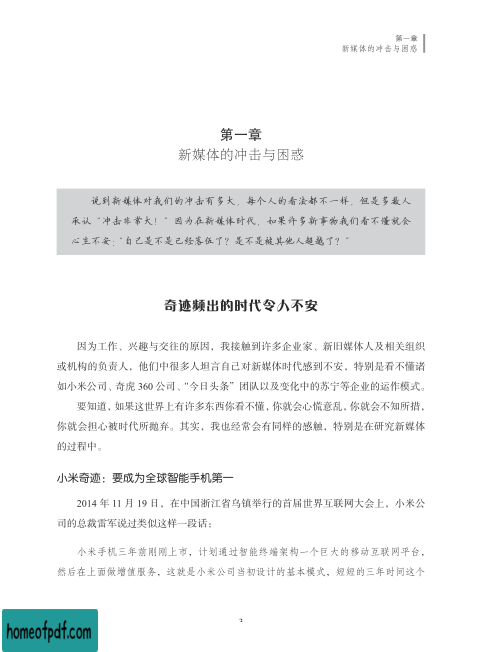 第一章
新媒体的冲击与困惑
第一章
新媒体的冲击与困惑
说到新媒体对我们的冲击有多大，每个人的看法都不一样，但是多数人
承认“冲击非常大！”因为在新媒体时代，如果许多新事物我们看不懂就会
心生不安：“自己是不是已经落伍了？是不是被其他人超越了？”
奇迹频出的时代令人不安
因为工作、兴趣与交往的原因，我接触到许多企业家、新旧媒体人及相关组织
或机构的负责人，他们中很多人坦言自己对新媒体时代感到不安，特别是看不懂诸
如小米公司、奇虎 360 公司、“今日头条”团队以及变化中的苏宁等企业的运作模式。
要知道，如果这世界上有许多东西你看不懂，你就会心慌意乱，你就会不知所措，
你就会担心被时代所抛弃。其实，我也经常会有同样的感触，特别是在研究新媒体
的过程中。
小米奇迹：要成为全球智能手机第一
2014 年 11 月 19 日，在中国浙江省乌镇举行的首届世界互联网大会上，小米公
司的总裁雷军说过类似这样一段话：
小米手机三年前刚刚上市，计划通过智能终端架构一个巨大的移动互联网平台，
然后在上面做增值服务，这就是小米公司当初设计的基本模式，短短的三年时间这个
3
homeofpdf.com